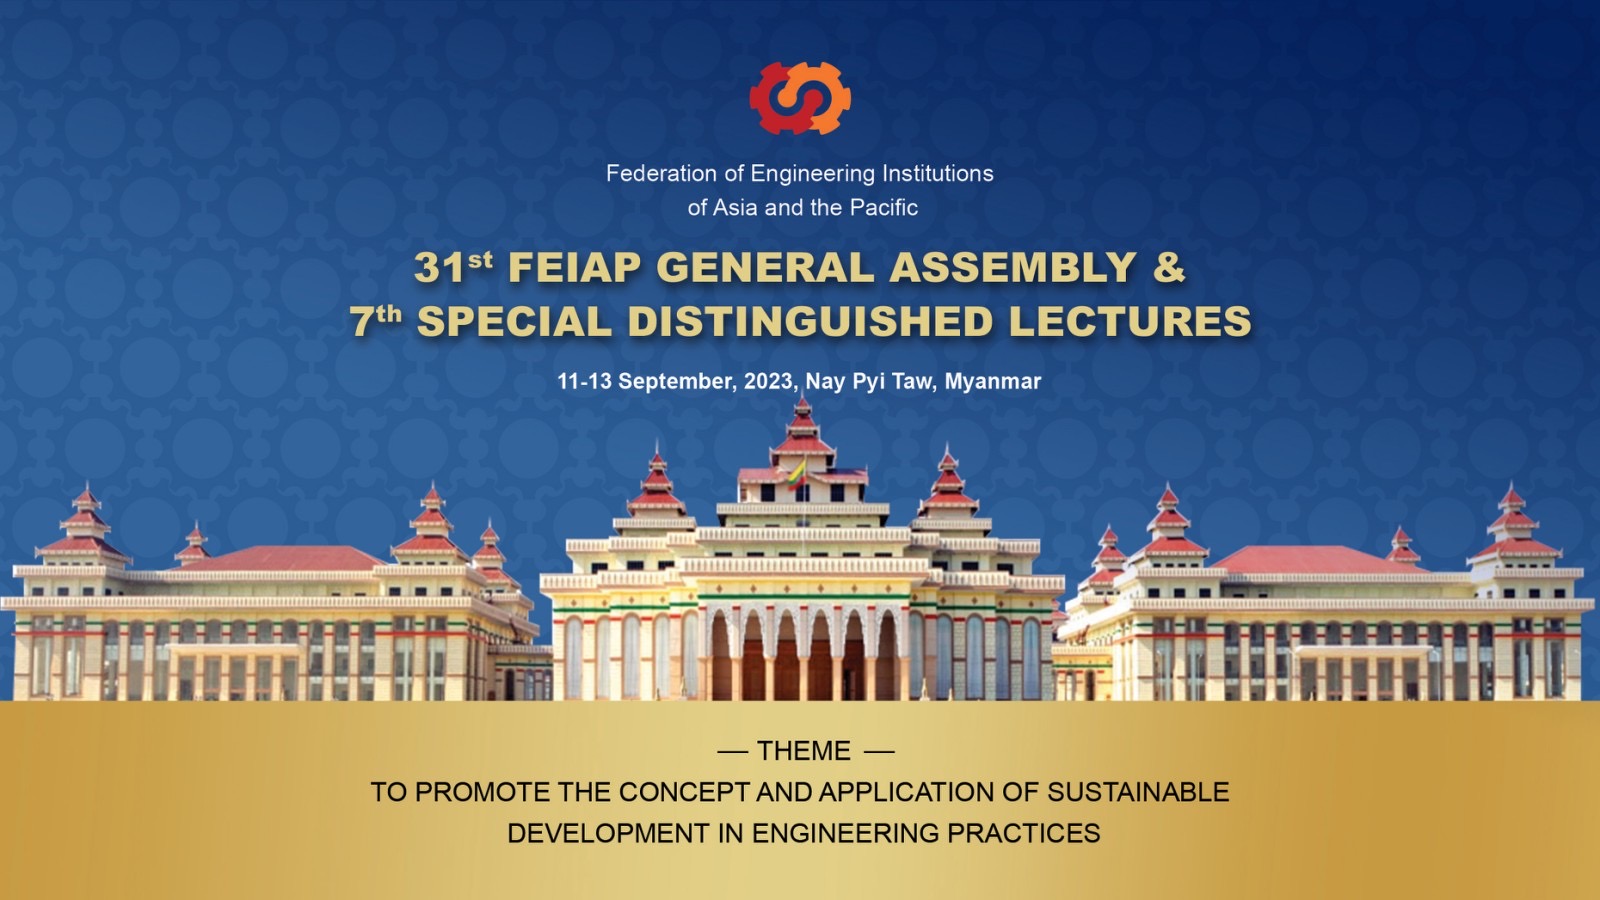 Federation of Engineering Institutions
of Asia and the Pacific
31st FEIAP GENERAL ASSEMBLY &
7th SPECIAL DISTINGUISHED LECTURES
11-13 September, 2023, Nay Pyi Taw, Myanmar
— THEME —
TO PROMOTE THE CONCEPT AND APPLICATION OF SUSTAINABLE
DEVELOPMENT IN ENGINEERING PRACTICES